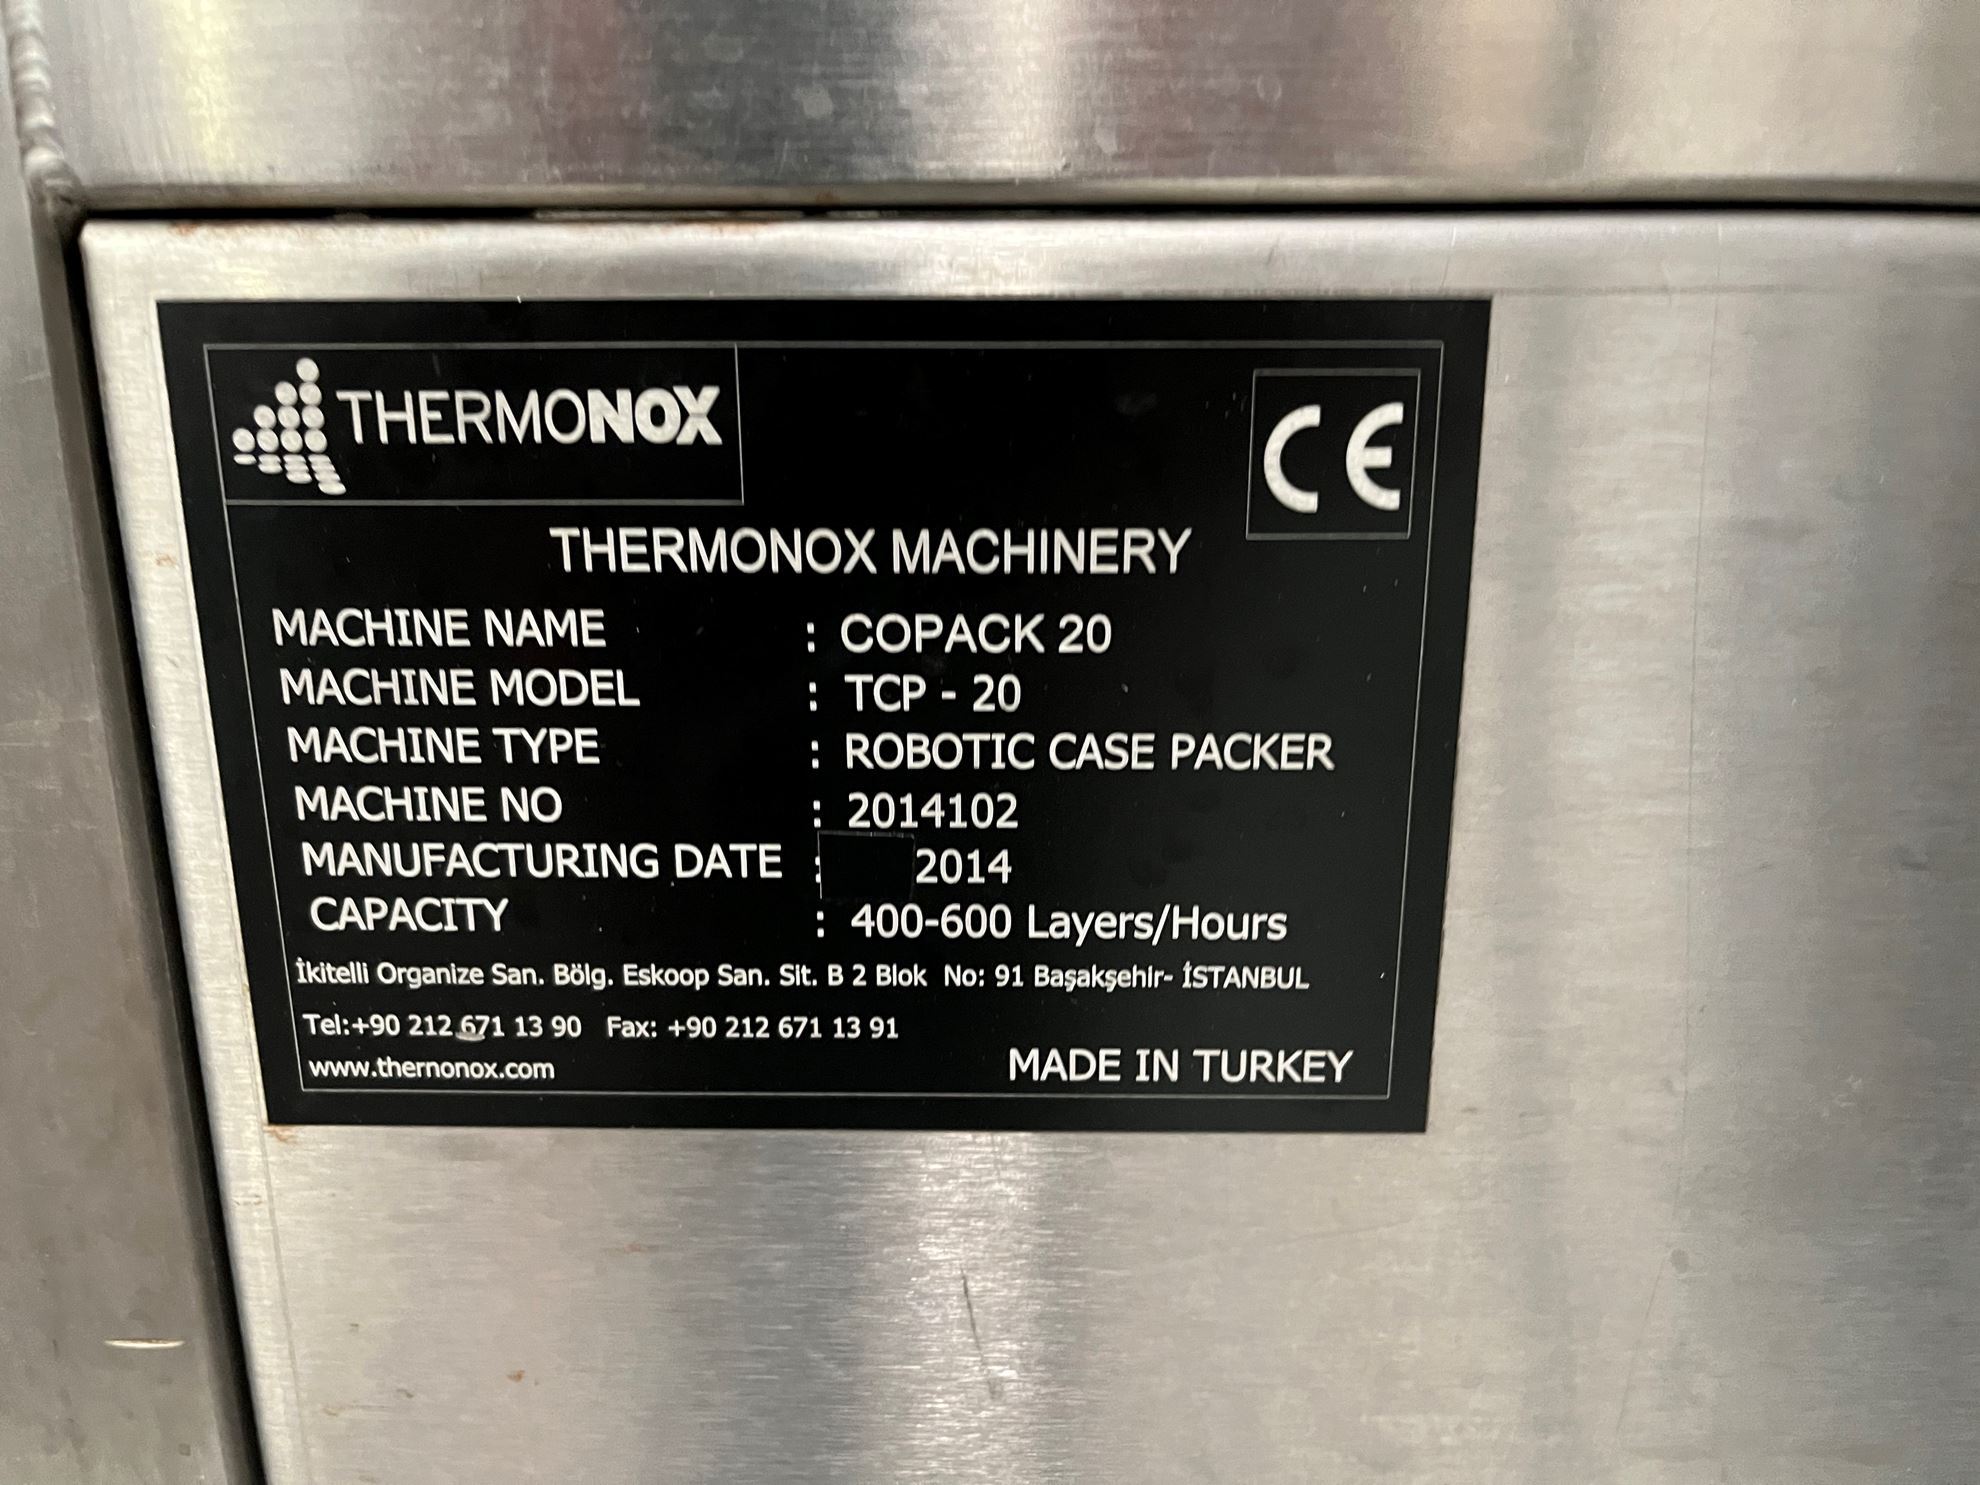 THERMONOX
CE
THERMONOX MACHINERY
MACHINE NAME : COPACK 20
MACHINE MODEL : TCP - 20
MACHINE TYPE : ROBOTIC CASE PACKER
MACHINE NO : 2014102
MANUFACTURING DATE : 2014
CAPACITY : 400-600 Layers/Hours
İkitelli Organize San. Bölg. Eskoop San. Sit. B 2 Blok No: 91 Başakşehir- İSTANBUL
Tel:+90 212 671 13 90 Fax: +90 212 671 13 91
www.thernonox.com
MADE IN TURKEY